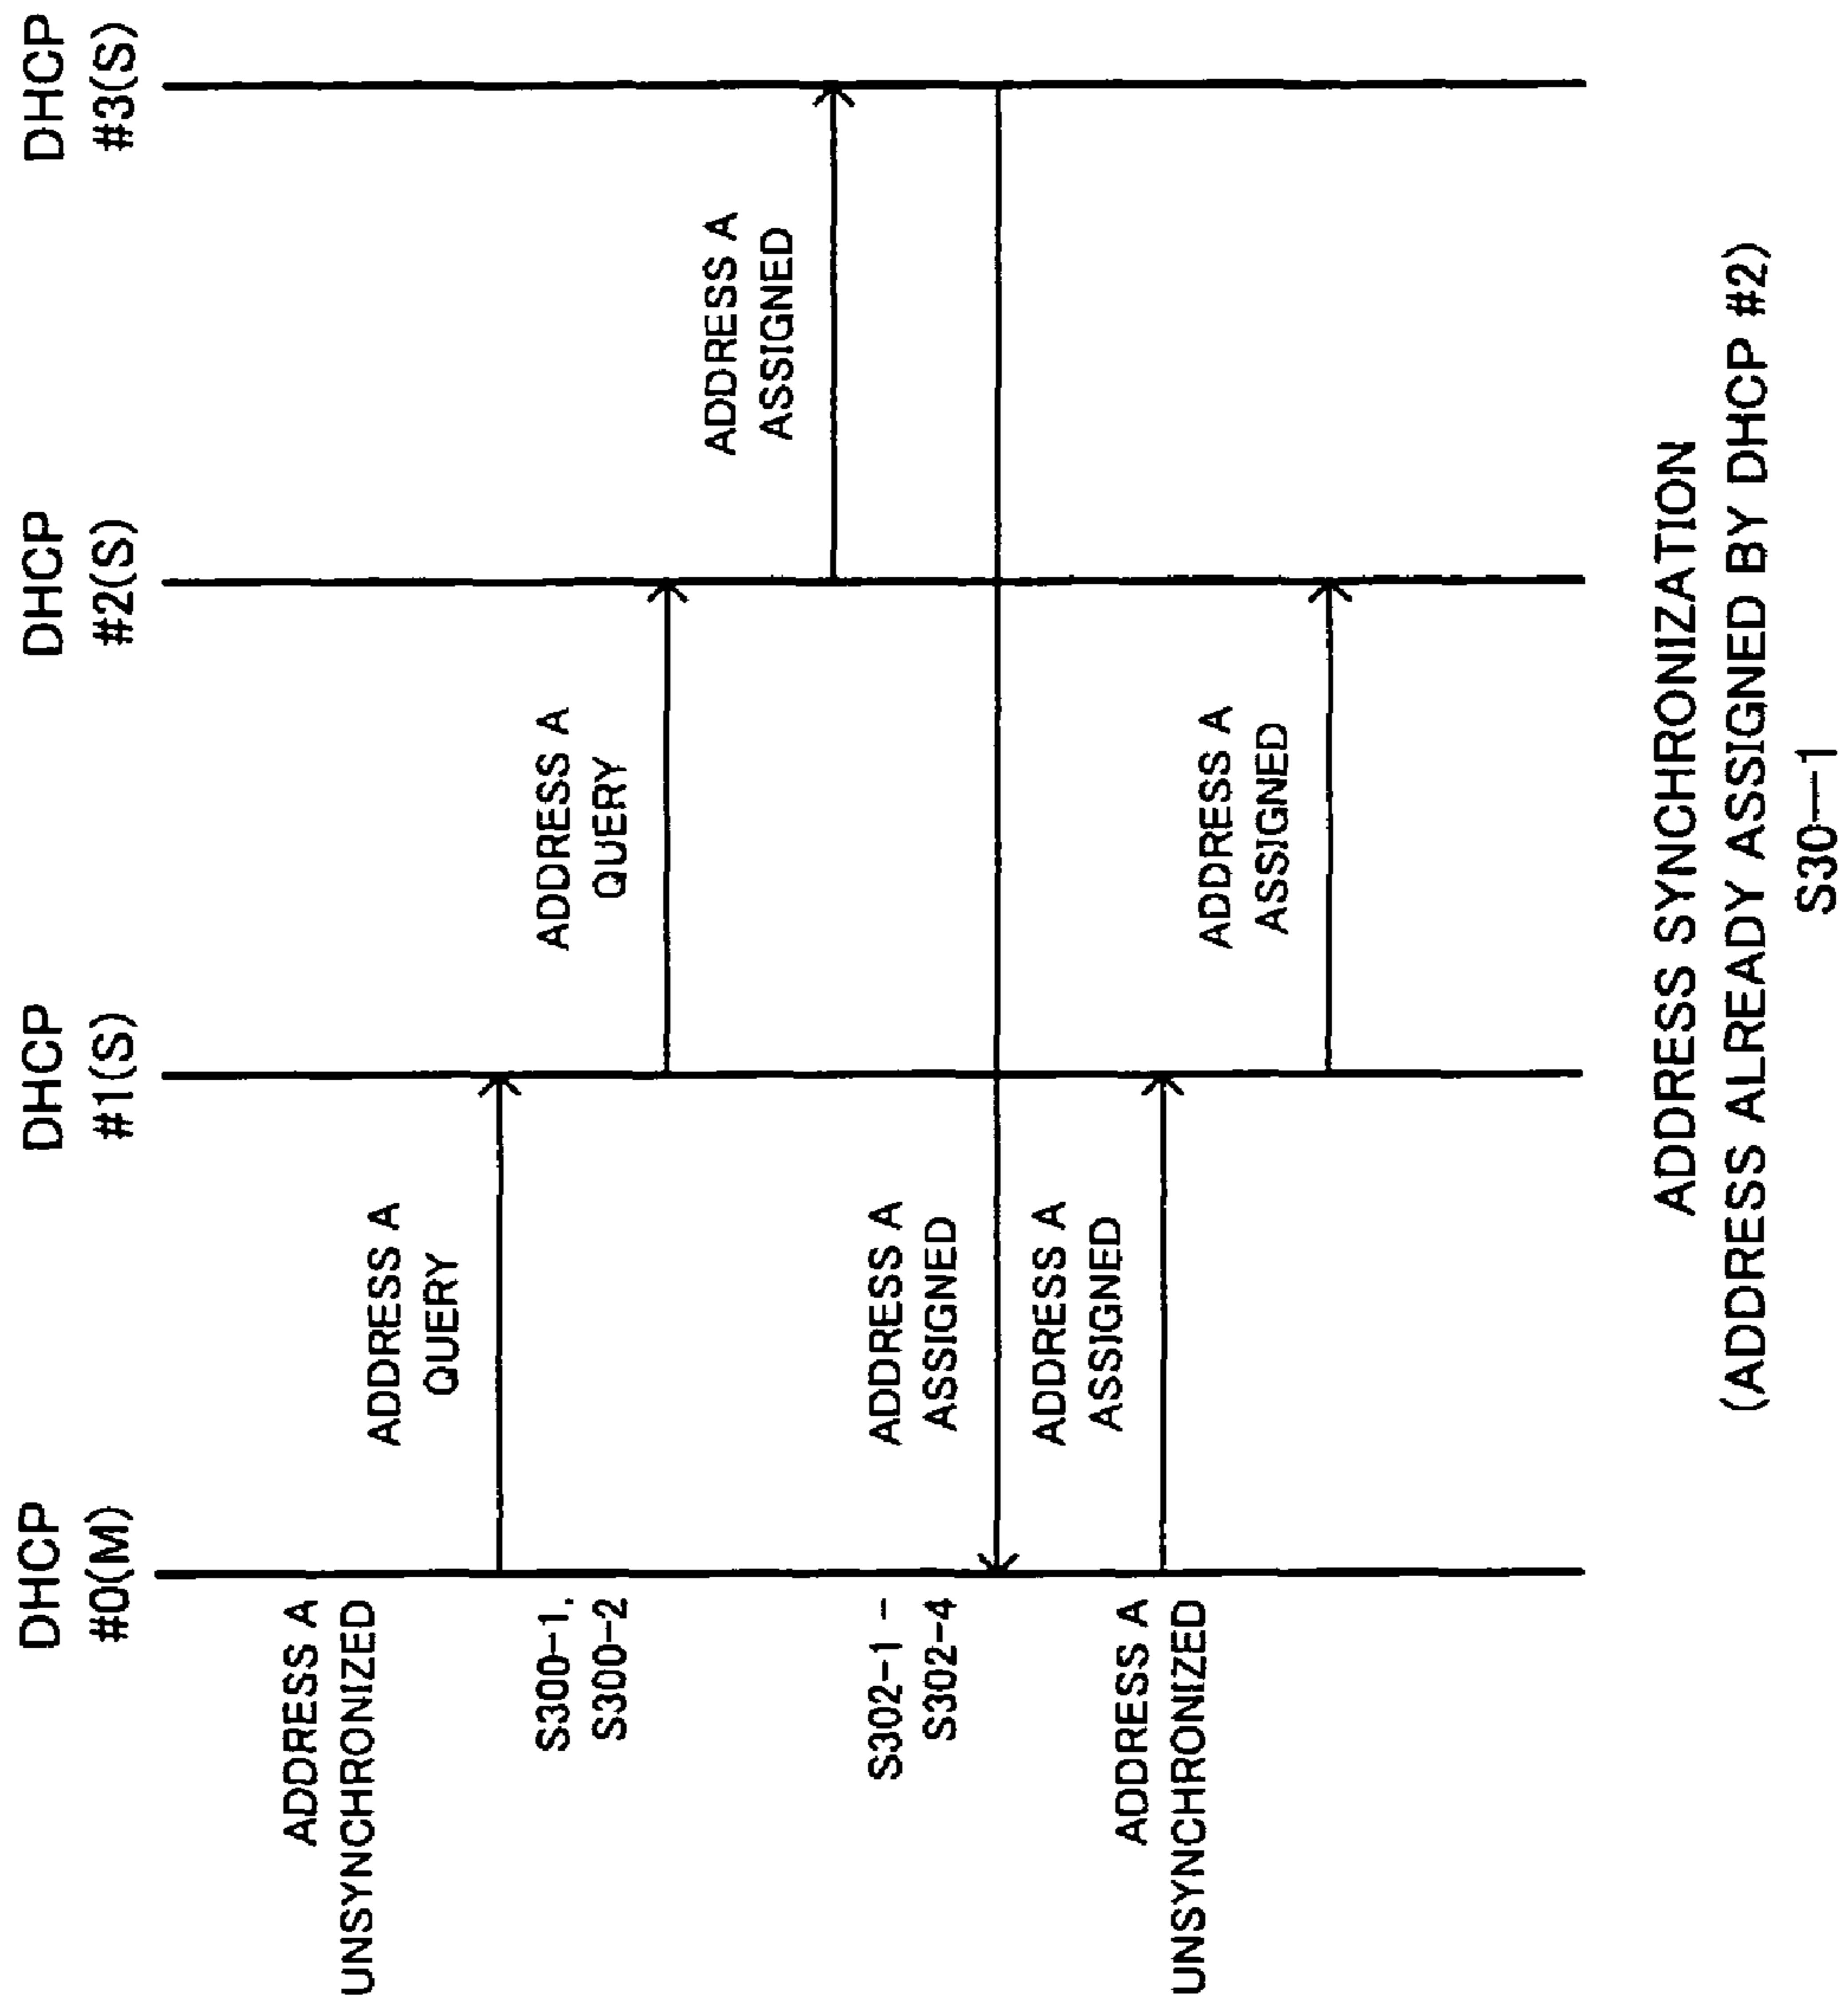 DHCP
#0(M)
DHCP
#1(S)
DHCP
#2(S)
DHCP
#3(S)
ADDRESS A
UNSYNCHRONIZED
ADDRESS A
QUERY
S300-1,
S300-2
ADDRESS A
QUERY
ADDRESS A
ASSIGNED
S302-1 -
S302-4
ADDRESS A
ASSIGNED
ADDRESS A
ASSIGNED
ADDRESS A
UNSYNCHRONIZED
ADDRESS A
ASSIGNED
ADDRESS SYNCHRONIZATION
(ADDRESS ALREADY ASSIGNED BY DHCP #2)
S30-1